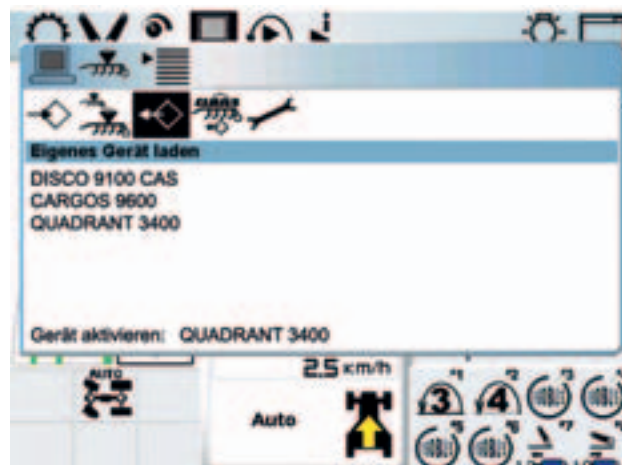 CLAAS
Eigenes Gerät laden
DISCO 9100 CAS
CARGOS 9600
QUADRANT 3400
Gerät aktivieren: QUADRANT 3400
AUTO
2.5 km/h
Auto
3 4